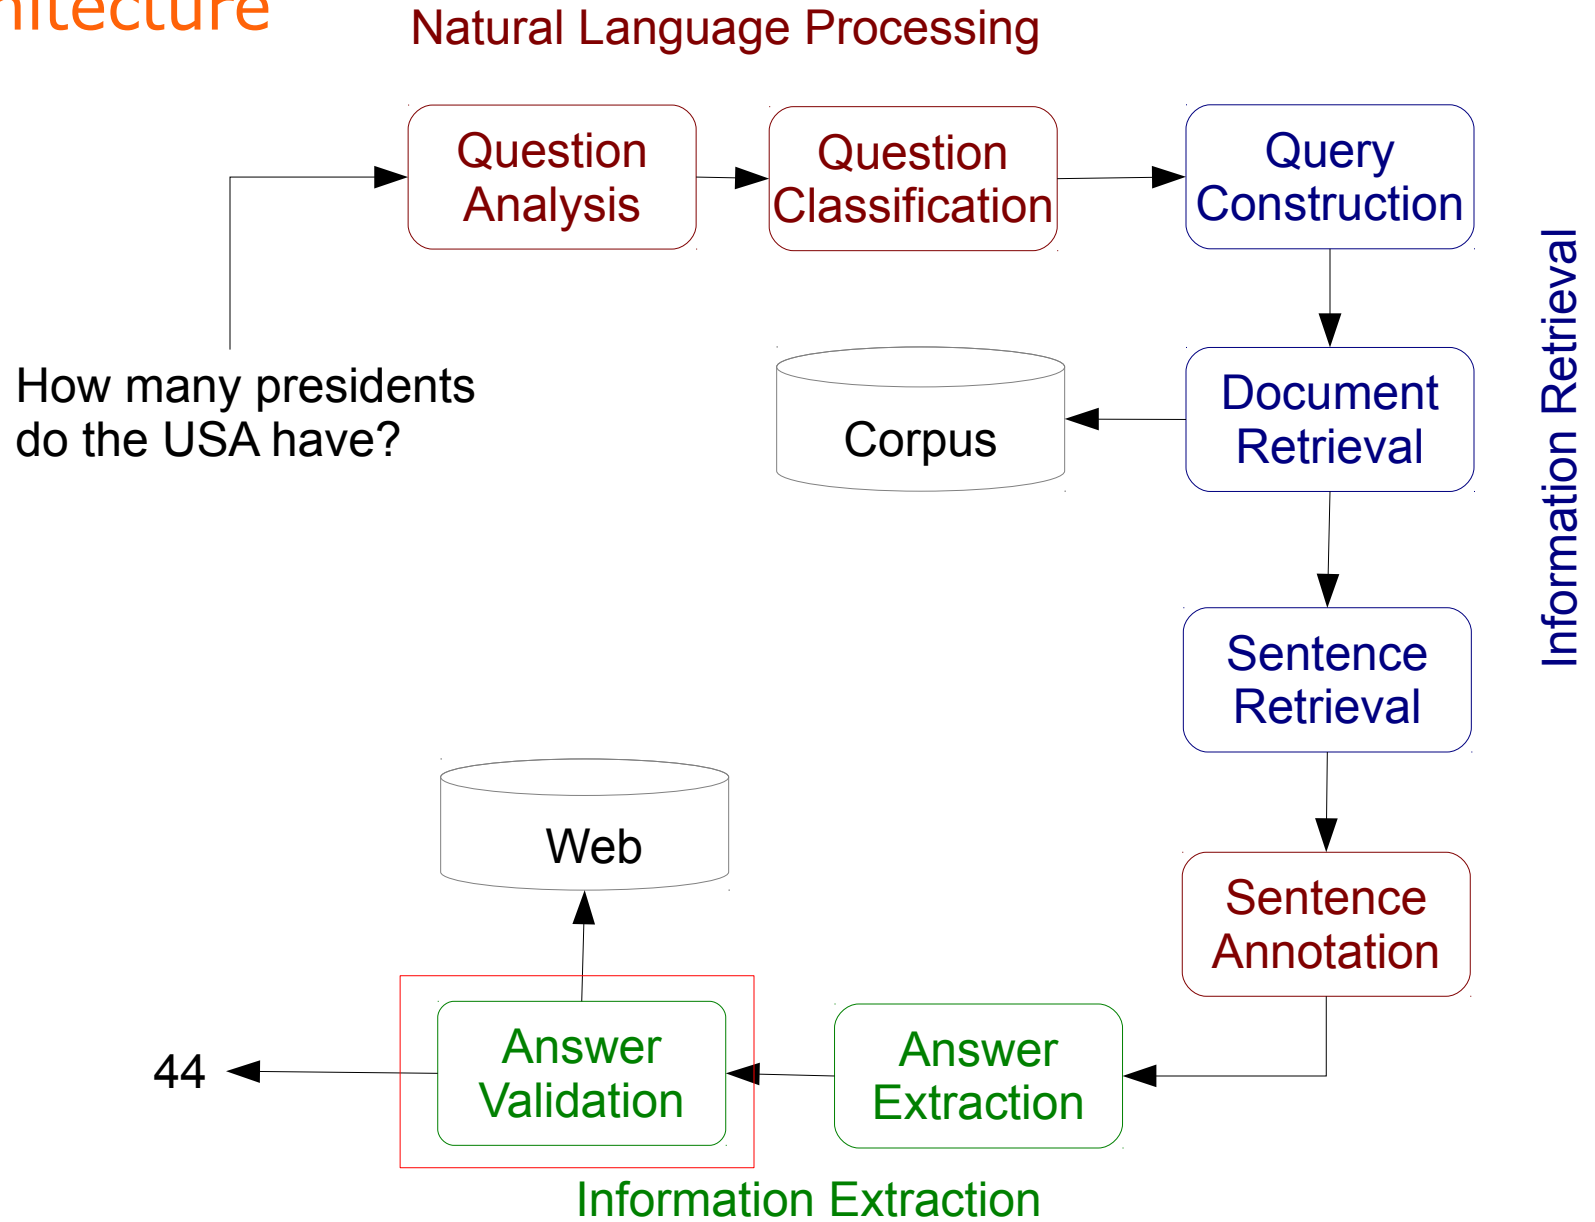 Natural Language Processing
Question
Analysis
Question
Classification
Query
Construction
How many presidents
do the USA have?
Corpus
Document
Retrieval
Information Retrieval
Sentence
Retrieval
Web
Sentence
Annotation
44
Answer
Validation
Answer
Extraction
Information Extraction